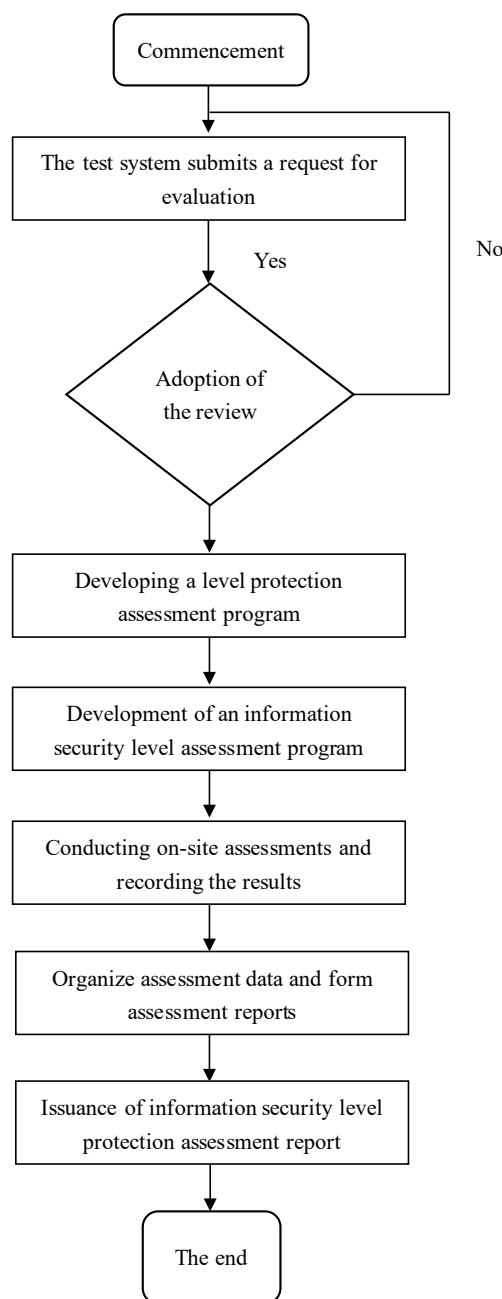 Commencement
The test system submits a request for
evaluation
Yes
No
Adoption of
the review
Developing a level protection
assessment program
Development of an information
security level assessment program
Conducting on-site assessments and
recording the results
Organize assessment data and form
assessment reports
Issuance of information security level
protection assessment report
The end